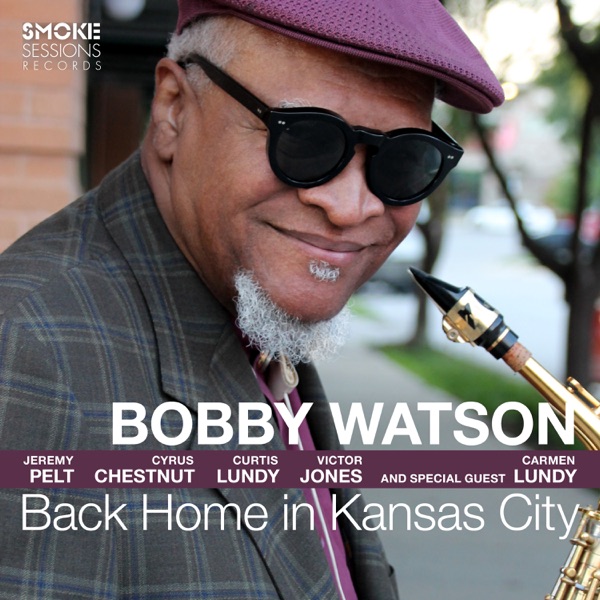 SMOKE
SESSIONS
RECORDS
BOBBY WATSON
JEREMY PELT
CYRUS CHESTNUT
CURTIS LUNDY
VICTOR JONES
AND SPECIAL GUEST CARMEN LUNDY
Back Home in Kansas City